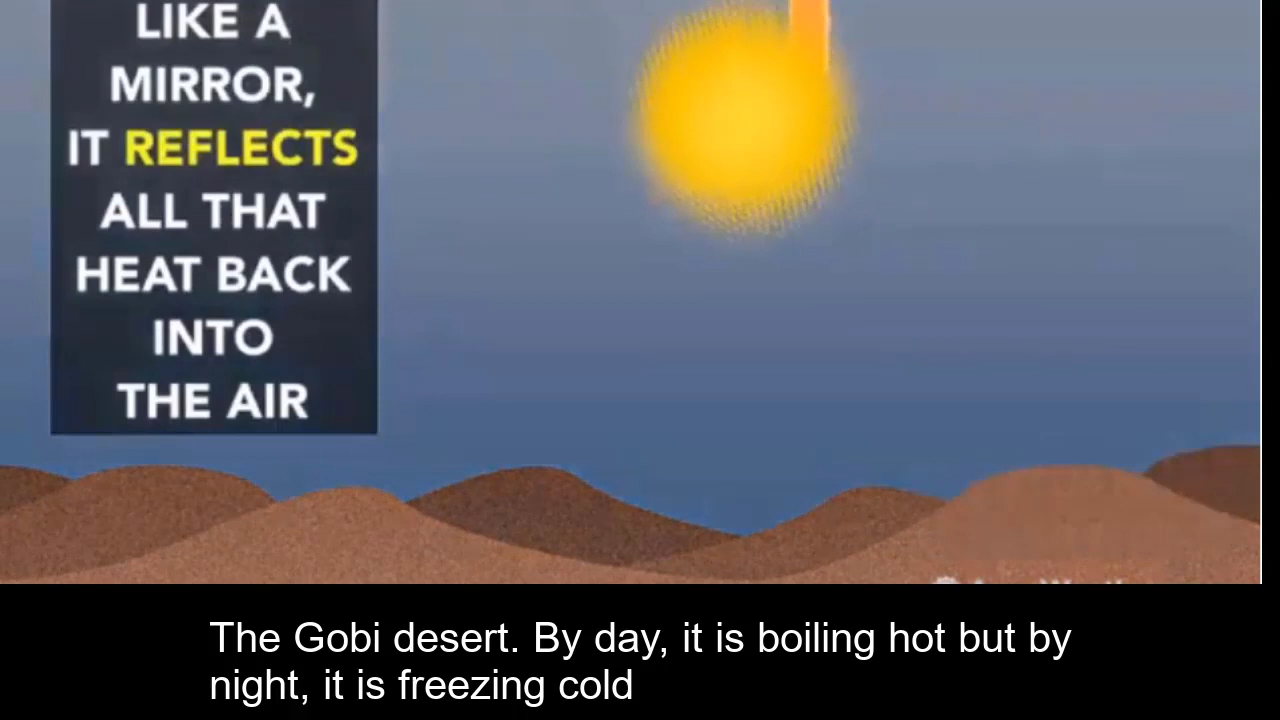 LIKE A
MIRROR,
IT REFLECTS
ALL THAT
HEAT BACK
INTO
THE AIR
The Gobi desert. By day, it is boiling hot but by
night, it is freezing cold